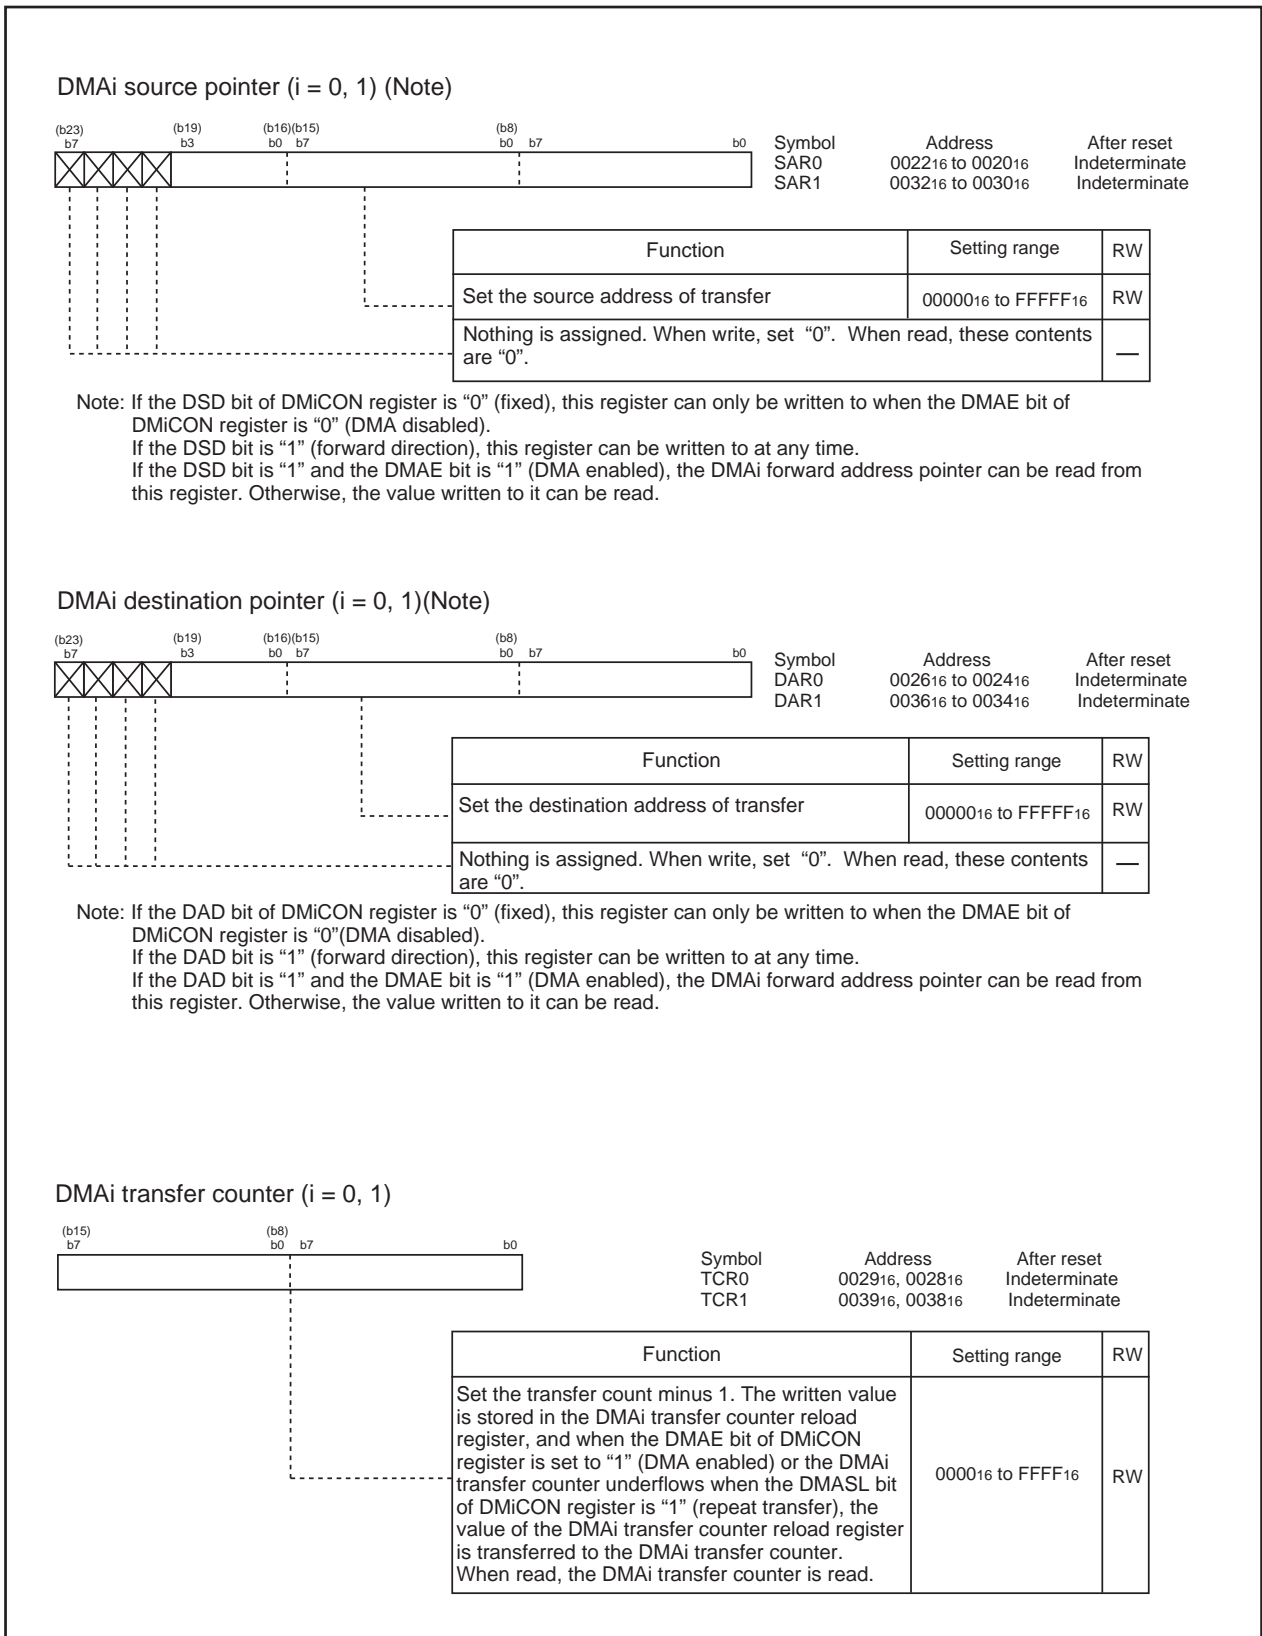 DMAi source pointer (i = 0, 1) (Note)
(b23) (b19) (b16)(b15) (b8)
b7 b3 b0 b7 b0 b7 b0
Symbol Address After reset
SAR0 002216 to 002016 Indeterminate
SAR1 003216 to 003016 Indeterminate
Function Setting range RW
Set the source address of transfer 0000016 to FFFFF16 RW
Nothing is assigned. When write, set “0”. When read, these contents
are “0”. —
Note: If the DSD bit of DMiCON register is “0” (fixed), this register can only be written to when the DMAE bit of
DMiCON register is “0” (DMA disabled).
If the DSD bit is “1” (forward direction), this register can be written to at any time.
If the DSD bit is “1” and the DMAE bit is “1” (DMA enabled), the DMAi forward address pointer can be read from
this register. Otherwise, the value written to it can be read.
DMAi destination pointer (i = 0, 1)(Note)
(b23) (b19) (b16)(b15) (b8)
b7 b3 b0 b7 b0 b7 b0
Symbol Address After reset
DAR0 002616 to 002416 Indeterminate
DAR1 003616 to 003416 Indeterminate
Function Setting range RW
Set the destination address of transfer 0000016 to FFFFF16 RW
Nothing is assigned. When write, set “0”. When read, these contents
are “0”. —
Note: If the DAD bit of DMiCON register is “0” (fixed), this register can only be written to when the DMAE bit of
DMiCON register is “0”(DMA disabled).
If the DAD bit is “1” (forward direction), this register can be written to at any time.
If the DAD bit is “1” and the DMAE bit is “1” (DMA enabled), the DMAi forward address pointer can be read from
this register. Otherwise, the value written to it can be read.
DMAi transfer counter (i = 0, 1)
(b15) (b8)
b7 b0 b7 b0
Symbol Address After reset
TCR0 002916, 002816 Indeterminate
TCR1 003916, 003816 Indeterminate
Function Setting range RW
Set the transfer count minus 1. The written value
is stored in the DMAi transfer counter reload
register, and when the DMAE bit of DMiCON
register is set to “1” (DMA enabled) or the DMAi
transfer counter underflows when the DMASL bit 000016 to FFFF16 RW
of DMiCON register is “1” (repeat transfer), the
value of the DMAi transfer counter reload register
is transferred to the DMAi transfer counter.
When read, the DMAi transfer counter is read.